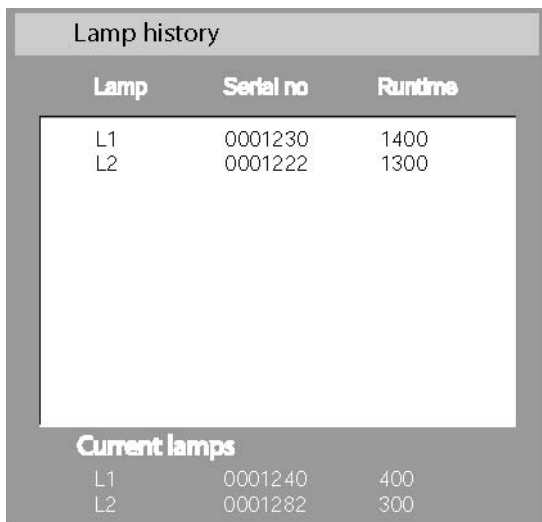 Lamp history
Lamp Serial no Runtime
L1 0001230 1400
L2 0001222 1300
Current lamps
L1 0001240 400
L2 0001282 300